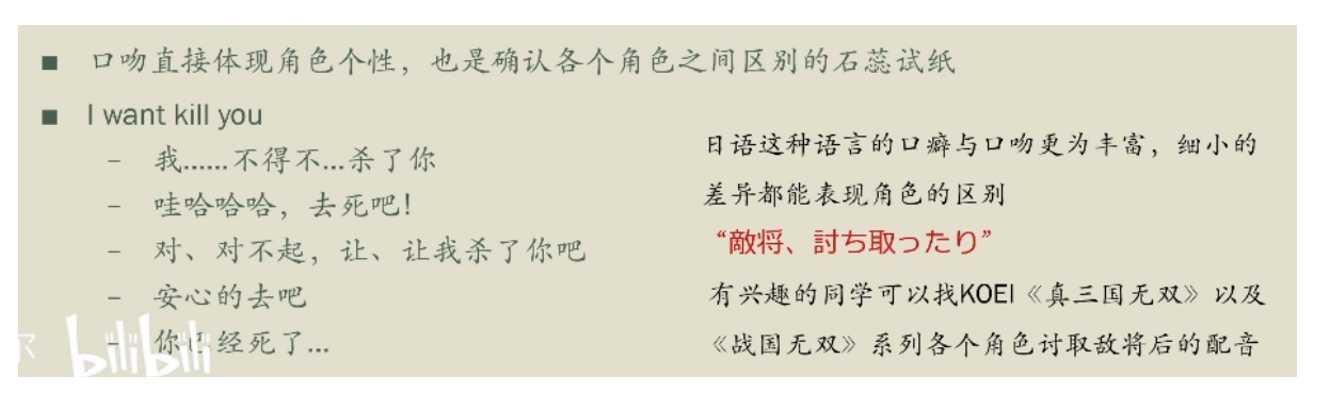 口吻直接体现角色个性，也是确认各个角色之间区别的石蕊试纸
I want kill you
- 我……不得不…杀了你
- 哇哈哈哈，去死吧！
- 对、对不起，让、让我杀了你吧
- 安心的去吧
- 你已经死了…
日语这种语言的口癖与口吻更为丰富，细小的
差异都能表现角色的区别
“敵将、討ち取ったり”
有兴趣的同学可以找KOEI《真三国无双》以及
《战国无双》系列各个角色讨取敌将后的配音
bilibili